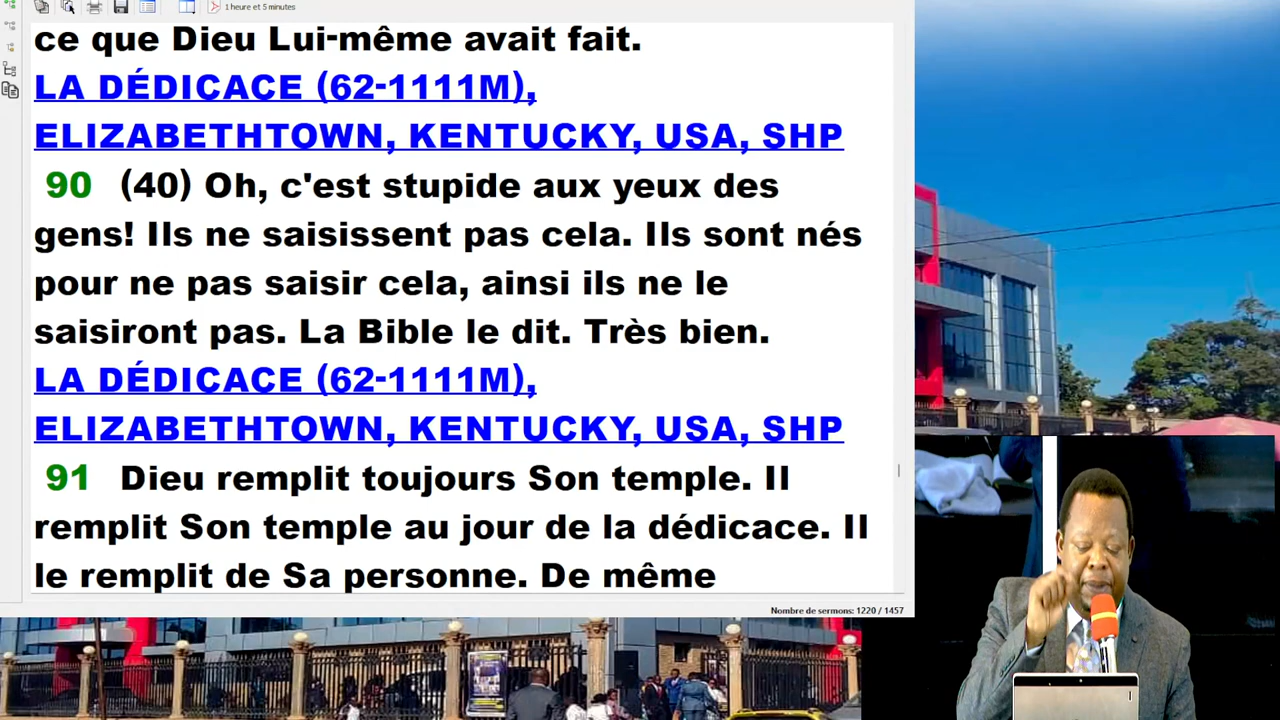 1 heure et 5 minutes
ce que Dieu Lui-même avait fait.
LA DÉDICACE (62-1111M),
ELIZABETHTOWN, KENTUCKY, USA, SHP
90 (40) Oh, c'est stupide aux yeux des
gens! Ils ne saisissent pas cela. Ils sont nés
pour ne pas saisir cela, ainsi ils ne le
saisiront pas. La Bible le dit. Très bien.
LA DÉDICACE (62-1111M),
ELIZABETHTOWN, KENTUCKY, USA, SHP
91 Dieu remplit toujours Son temple. Il
remplit Son temple au jour de la dédicace. Il
le remplit de Sa personne. De même
Nombre de sermons: 1220 / 1457